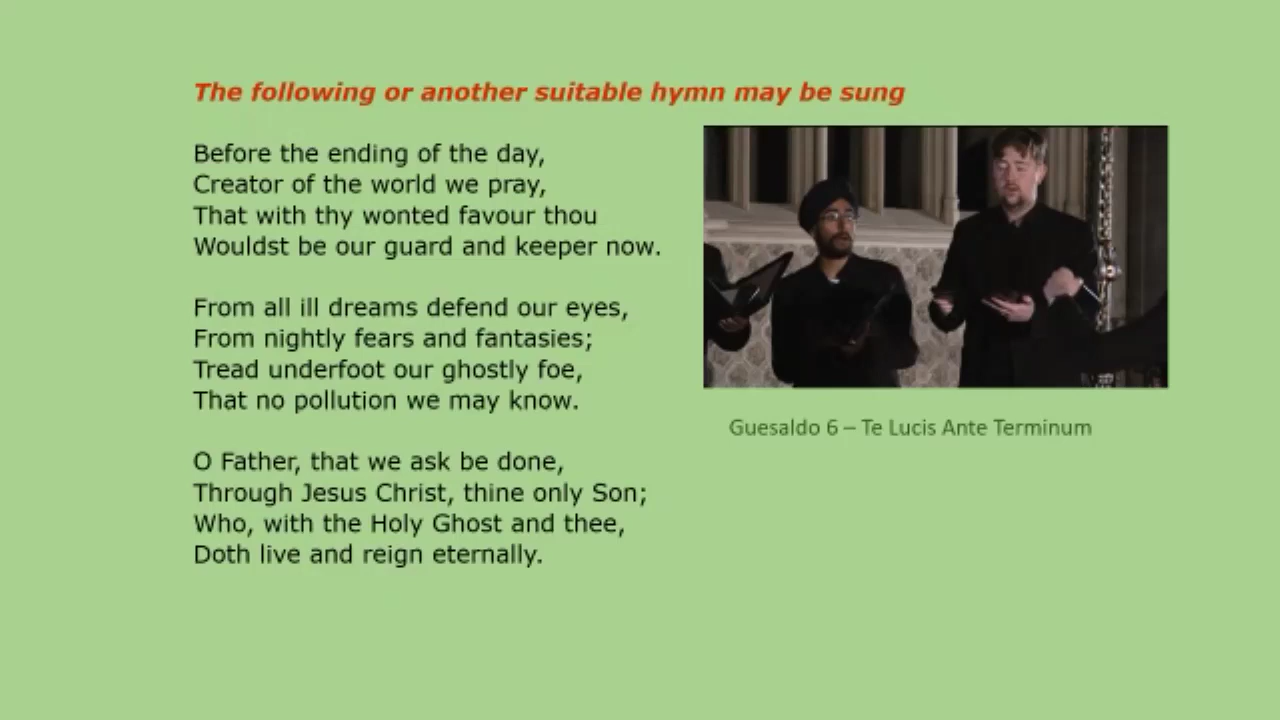 The following or another suitable hymn may be sung
Before the ending of the day,
Creator of the world we pray,
That with thy wonted favour thou
Wouldst be our guard and keeper now.
From all ill dreams defend our eyes,
From nightly fears and fantasies;
Tread underfoot our ghostly foe,
That no pollution we may know.
O Father, that we ask be done,
Through Jesus Christ, thine only Son;
Who, with the Holy Ghost and thee,
Doth live and reign eternally.
Guesaldo 6 – Te Lucis Ante Terminum